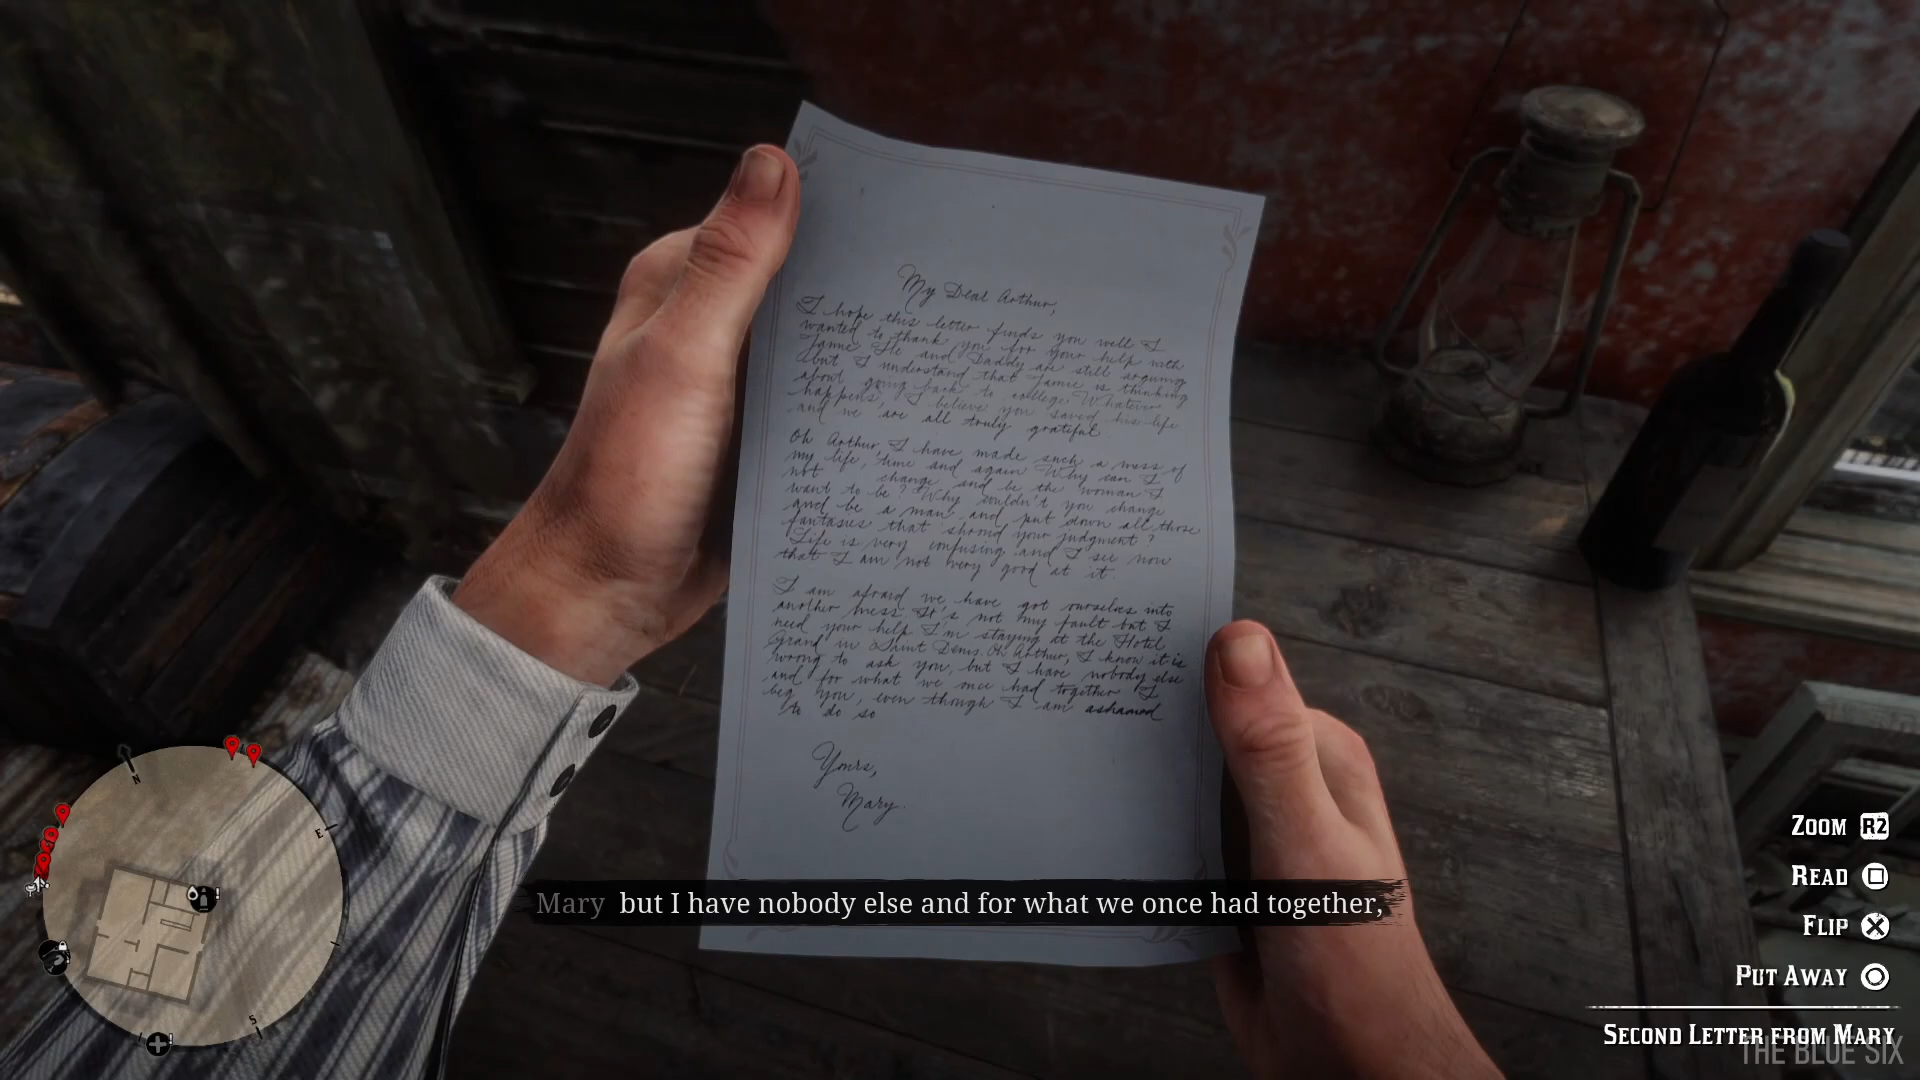 My Dear Arthur,
I hope this letter finds you well I
wanted to thank you for your help with
Jamie He and Daddy are still arguing
but I understand that Jamie is thinking
about going back to college. Whatever
happens, I believe you saved his life
and we are all truly grateful.
Oh Arthur, I have made such a mess of
my life, time and again Why can I
not change and be the woman I
want to be? Why couldn't you change
and be a man and put down all those
fantasies that shroud your judgment?
Life is very confusing and I see now
that I am not very good at it.
I am afraid we have got ourselves into
another mess. It's not my fault but I
need your help I'm staying at the Hotel
Grand in Saint Denis. Oh Arthur, I know it is
wrong to ask you, but I have nobody else
and for what we once had together I
beg you, even though I am ashamed
to do so
Yours,
Mary.
Mary but I have nobody else and for what we once had together,
N
E
S
ZOOM R2
READ
FLIP
PUT AWAY
SECOND LETTER FROM MARY
THE BLUE SIX